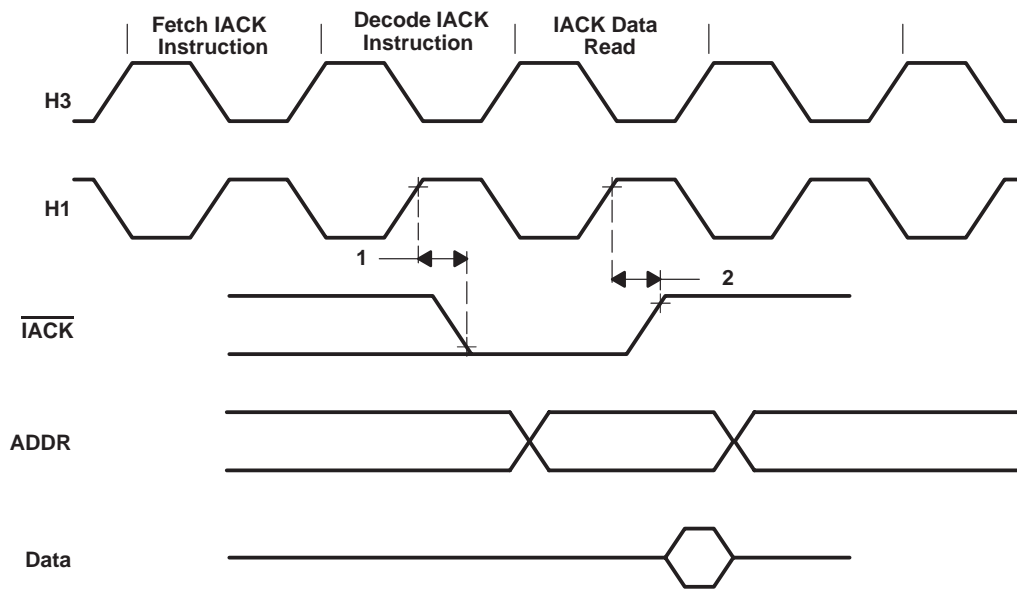 Fetch IACK
Instruction
Decode IACK
Instruction
IACK Data
Read
H3
H1
1
2
IACK
ADDR
Data